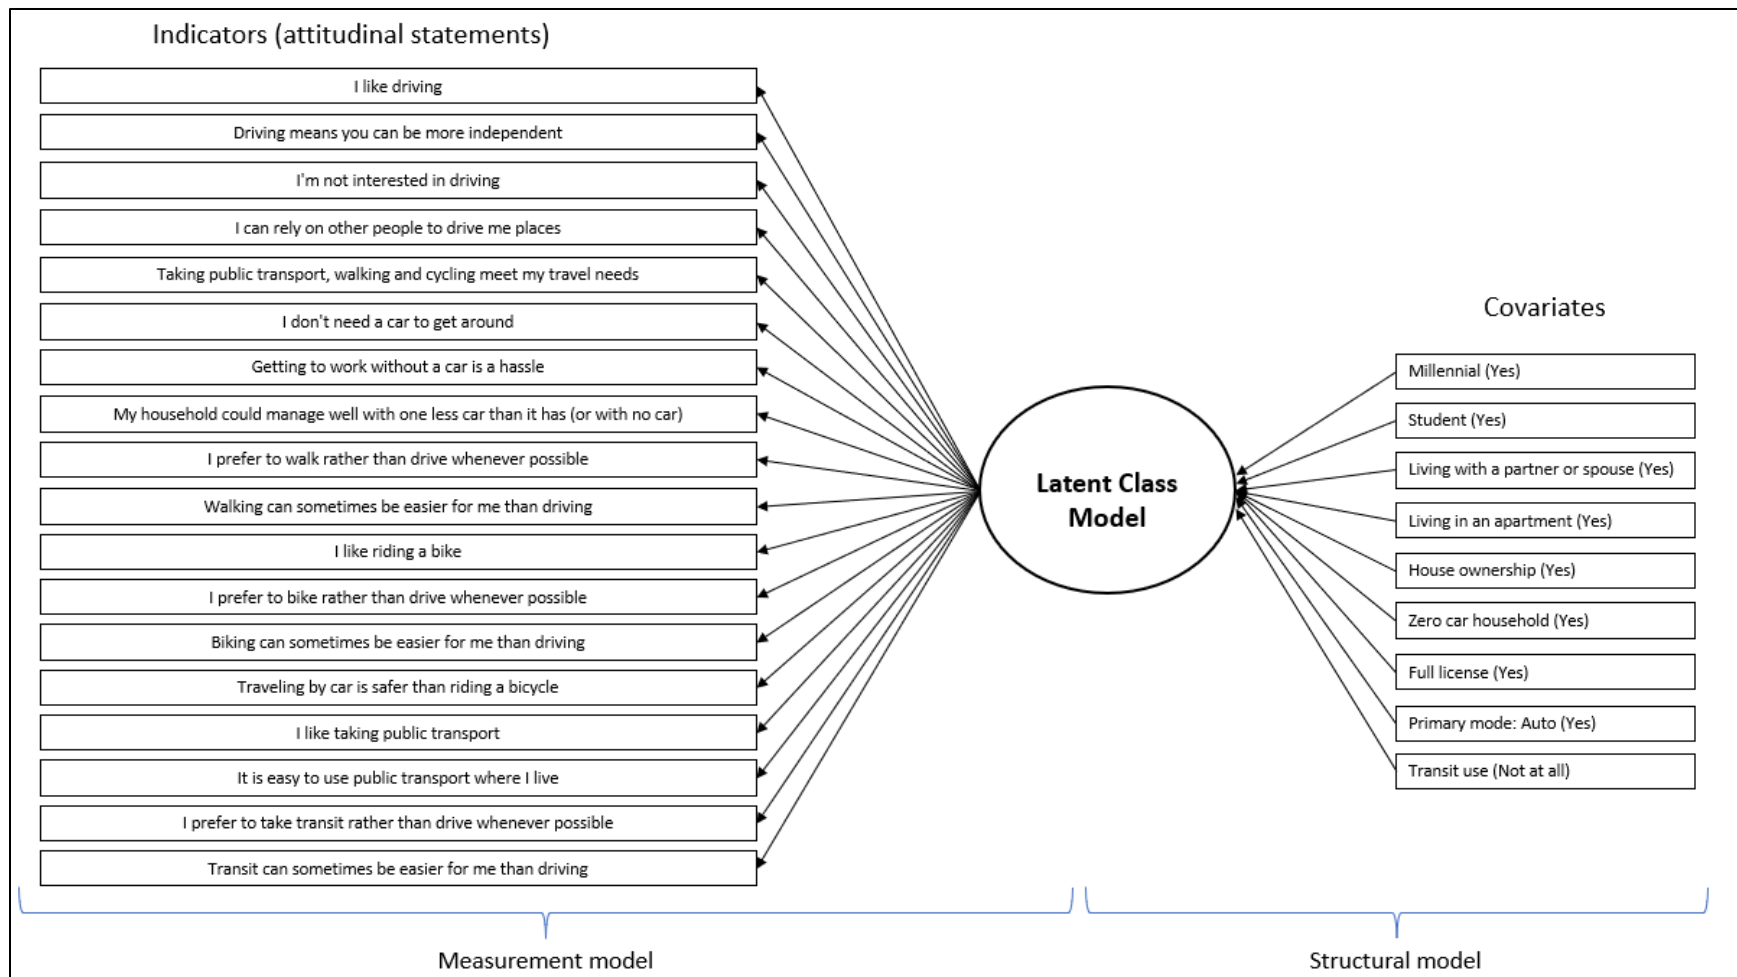 Indicators (attitudinal statements)
I like driving
Driving means you can be more independent
I'm not interested in driving
I can rely on other people to drive me places
Taking public transport, walking and cycling meet my travel needs
I don't need a car to get around
Getting to work without a car is a hassle
My household could manage well with one less car than it has (or with no car)
I prefer to walk rather than drive whenever possible
Walking can sometimes be easier for me than driving
I like riding a bike
I prefer to bike rather than drive whenever possible
Biking can sometimes be easier for me than driving
Traveling by car is safer than riding a bicycle
I like taking public transport
It is easy to use public transport where I live
I prefer to take transit rather than drive whenever possible
Transit can sometimes be easier for me than driving
Measurement model
Latent Class
Model
Covariates
Millennial (Yes)
Student (Yes)
Living with a partner or spouse (Yes)
Living in an apartment (Yes)
House ownership (Yes)
Zero car household (Yes)
Full license (Yes)
Primary mode: Auto (Yes)
Transit use (Not at all)
Structural model